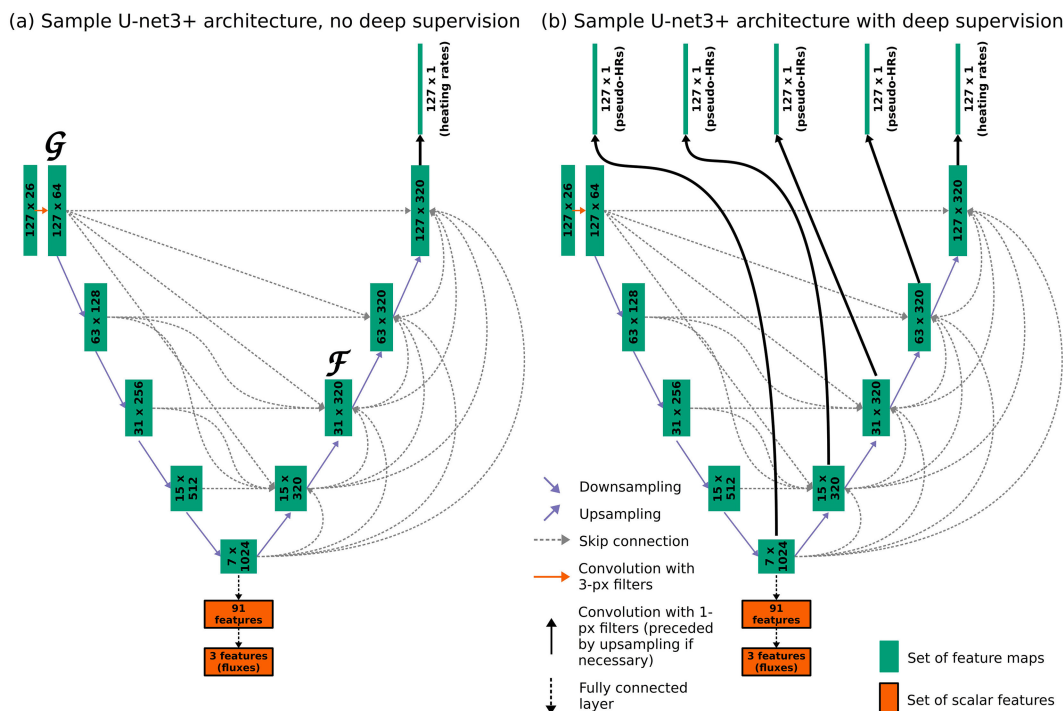 (a) Sample U-net3+ architecture, no deep supervision
𝓖
127 x 26
127 x 64
63 x 128
31 x 256
15 x
512
7 x
1024
15 x
320
𝓕
31 x 320
63 x 320
127 x 320
127 x 1
(heating rates)
91
features
3 features
(fluxes)
(b) Sample U-net3+ architecture with deep supervision
127 x 1
(pseudo-HRs)
127 x 1
(pseudo-HRs)
127 x 1
(pseudo-HRs)
127 x 1
(pseudo-HRs)
127 x 1
(heating rates)
127 x 26
127 x 64
63 x 128
31 x 256
15 x
512
7 x
1024
15 x
320
31 x 320
63 x 320
127 x 320
91
features
3 features
(fluxes)
Downsampling
Upsampling
Skip connection
Convolution with
3-px filters
Convolution with 1-
px filters (preceded
by upsampling if
necessary)
Fully connected
layer
Set of feature maps
Set of scalar features